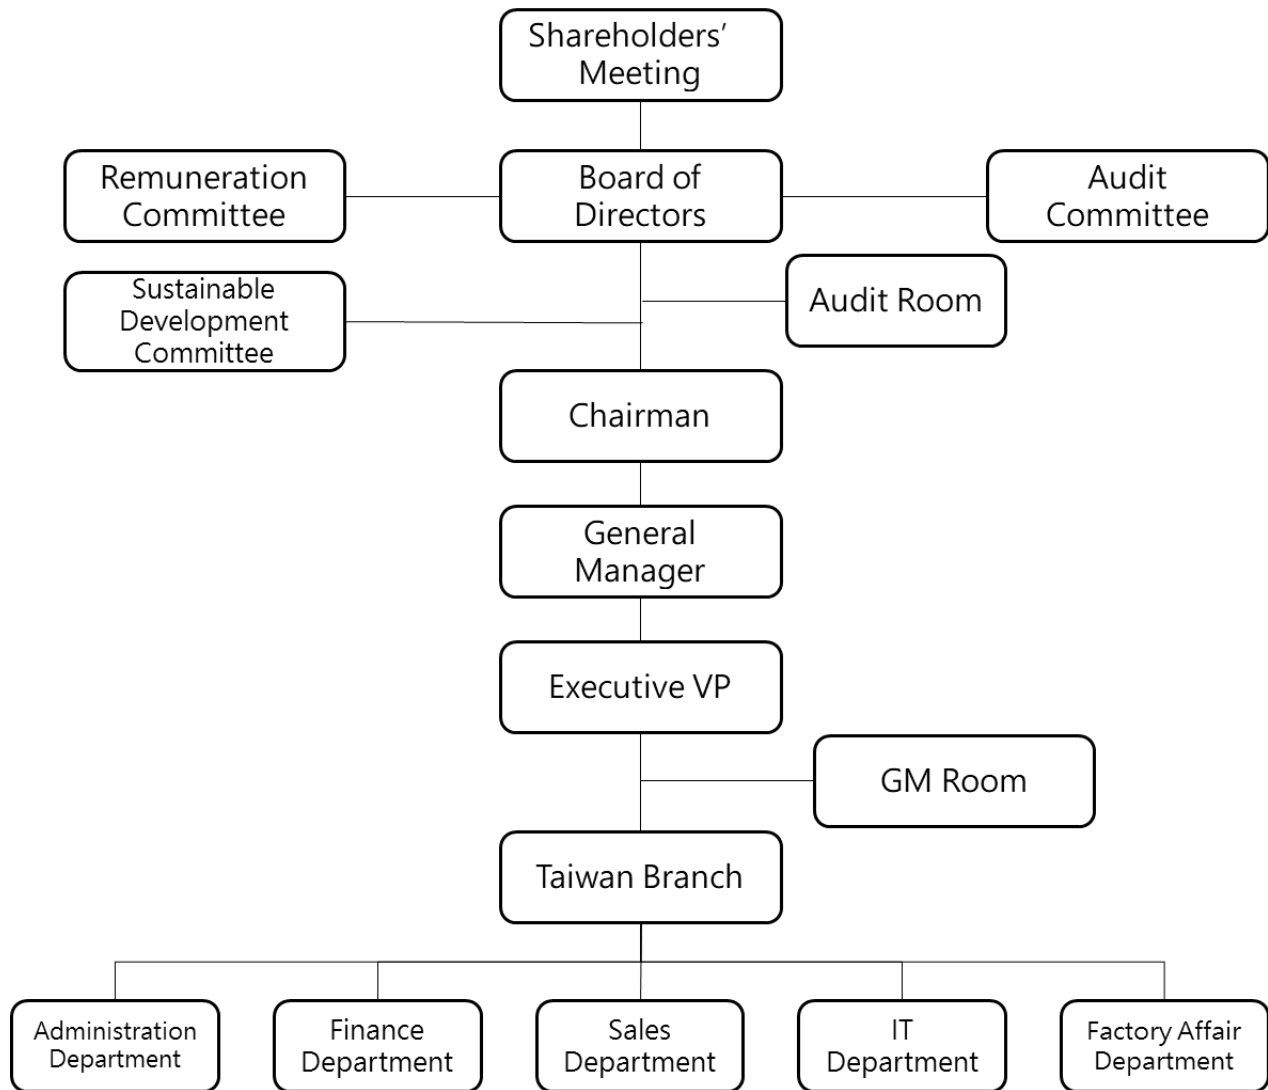 Shareholders’
Meeting
Remuneration
Committee
Board of
Directors
Audit
Committee
Sustainable
Development
Committee
Audit Room
Chairman
General
Manager
Executive VP
GM Room
Taiwan Branch
Administration
Department
Finance
Department
Sales
Department
IT
Department
Factory Affair
Department